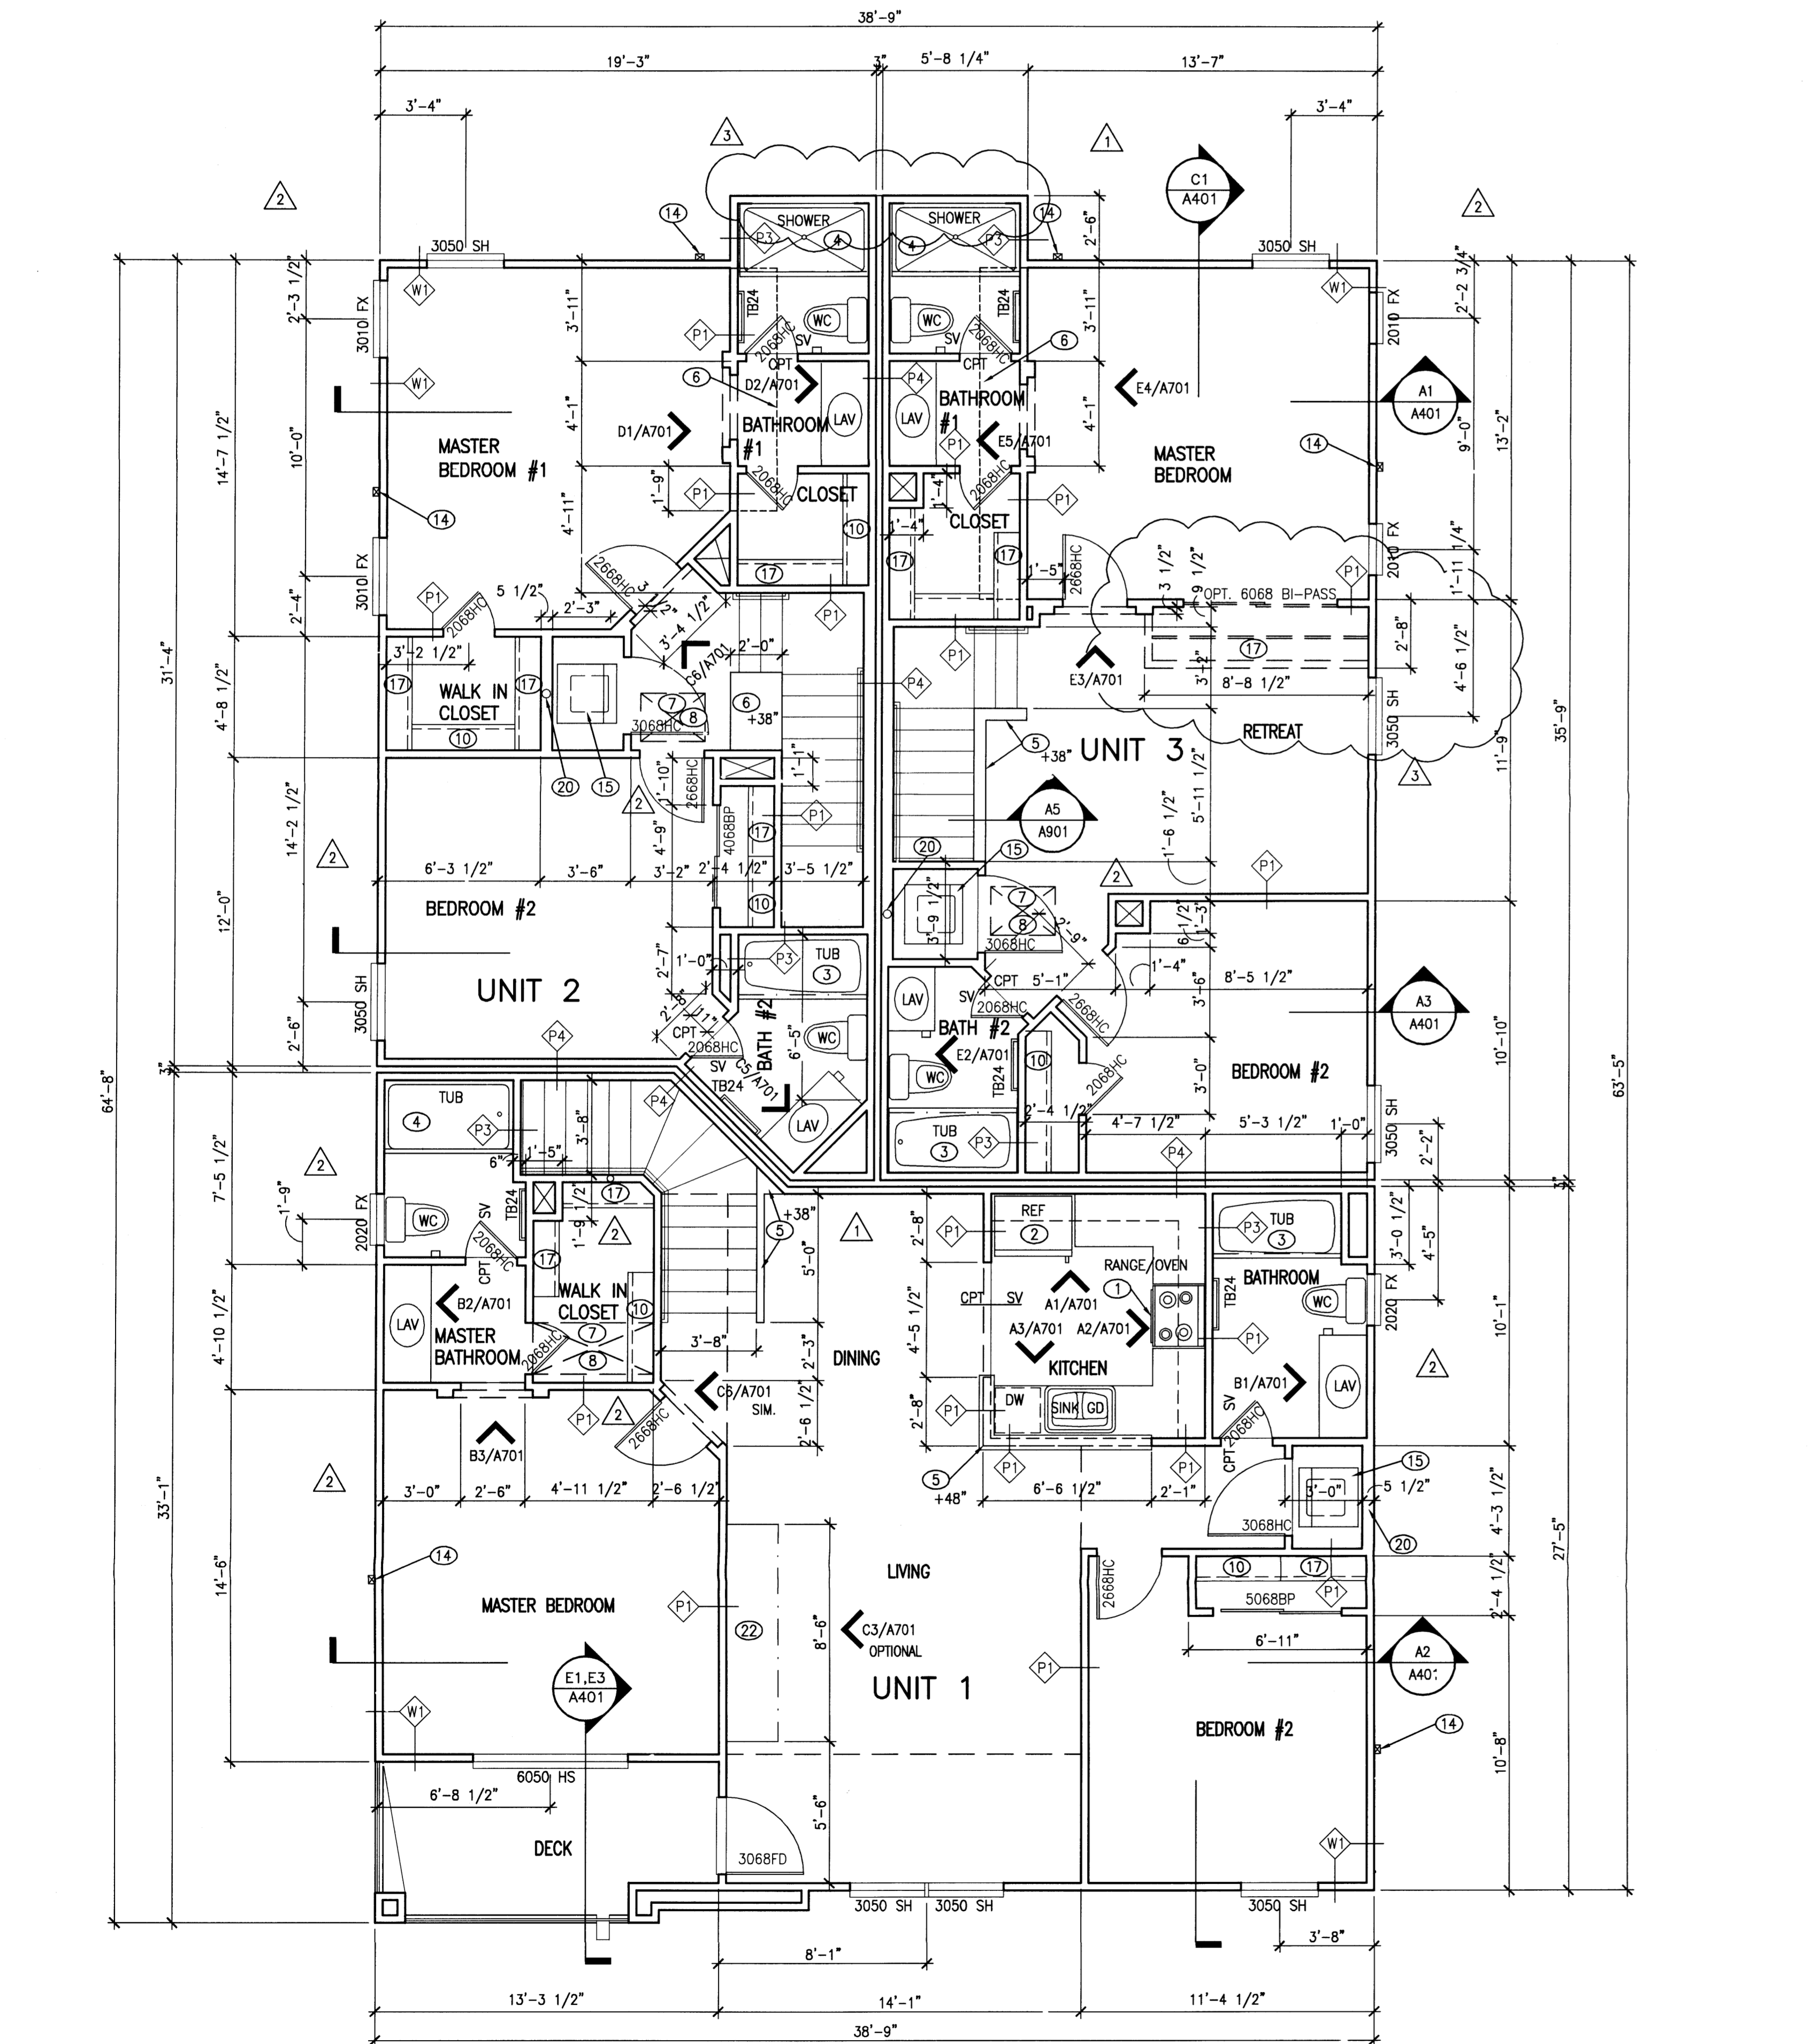 38'-9"
19'-3"
3"
5'-8 1/4"
13'-7"
3'-4"
3'-4"
3
1
2
2
C1
A401
14
14
SHOWER
SHOWER
P3
4
4
P3
2'-6"
3050 SH
3050 SH
W1
W1
2'-3 1/2"
3010 FX
3'-11"
TB24
WC
SV
2068HC
CPT
WC
SV
TB24
2068HC
CPT
3'-11"
2010 FX
2'-2 3/4"
P1
6
6
W1
D2/A701
P4
E4/A701
A1
A401
4'-1"
D1/A701
BATHROOM
#1
LAV
LAV
BATHROOM
#1
P1
E5/A701
4'-1"
14
9'-0"
13'-2"
14'-7 1/2"
10'-0"
MASTER
BEDROOM #1
MASTER
BEDROOM
14
4'-11"
1'-9"
P1
2068HC
CLOSET
10
17
1'-4"
1'-4"
CLOSET
2068HC
P1
17
17
3010 FX
2'-4"
P1
2068HC
5 1/2"
2'-3"
2668HC
3'-4 1/2"
P1
1'-5"
2668HC
3 1/2"
9 1/2"
OPT. 6068 BI-PASS
P1
2010 FX
1'-11 1/4"
31'-4"
4'-8 1/2"
3'-2 1/2"
17
WALK IN
CLOSET
17
10
C6/A701
2'-0"
6
+38"
7
8
3068HC
P4
P1
E3/A701
3'-2"
17
2'-8"
8'-8 1/2"
RETREAT
4'-6 1/2"
3050 SH
11'-9"
35'-9"
20
15
2
1'-10"
2668HC
1'-1"
5
+38"
UNIT 3
5'-11 1/2"
3
14'-2 1/2"
4'-9"
4068BP
17
P1
A5
A901
1'-6 1/2"
2
12'-0"
6'-3 1/2"
3'-6"
3'-2"
2'-4 1/2"
3'-5 1/2"
20
15
2
P1
BEDROOM #2
10
3'-9 1/2"
7
8
3068HC
2'-9"
6 1/2"
1'-3"
UNIT 2
3050 SH
2'-7"
1'-0"
P3
TUB
3
CPT
5'-1"
1'-4"
3'-6"
8'-5 1/2"
2'-6"
P4
2'-8"
11"
CPT
2068HC
SV
TB24
BATH #2
6'-5"
WC
C5/A701
LAV
LAV
SV
2068HC
BATH #2
E2/A701
WC
TB24
10
2668HC
2068HC
3'-0"
A3
A401
10'-10"
BEDROOM #2
64'-8"
3"
63'-5"
TUB
4
P3
P4
3'-8"
TUB
3
P3
2'-4 1/2"
4'-7 1/2"
5'-3 1/2"
1'-0"
P4
3050 SH
2'-2"
2
7'-5 1/2"
1'-9"
6"
1'-5"
17
3"
2020 FX
WC
SV
TB24
2068HC
CPT
1'-9 1/2"
2
17
+38"
5
5'-0"
1
2'-8"
P1
REF
2
P3
TUB
3
3'-0 1/2"
4'-5"
RANGE/OVEN
1
BATHROOM
TB24
WC
2020 FX
4'-10 1/2"
LAV
B2/A701
MASTER
BATHROOM
WALK IN
CLOSET
10
7
8
2068HC
3'-8"
2'-3"
DINING
CPT SV
4'-5 1/2"
A1/A701
A3/A701
A2/A701
KITCHEN
P1
10'-1"
2
P1
2
C6/A701
SIM.
2'-6 1/2"
2'-8"
P1
DW
SINK
GD
B1/A701
LAV
SV
2068HC
CPT
B3/A701
2668HC
2
3'-0"
2'-6"
4'-11 1/2"
2'-6 1/2"
5
+48"
P1
P1
6'-6 1/2"
2'-1"
3'-0"
15
5 1/2"
4'-3 1/2"
33'-1"
14'-6"
14
3068HC
20
27'-5"
LIVING
2668HC
10
17
P1
5068BP
2'-4 1/2"
MASTER BEDROOM
P1
22
8'-6"
C3/A701
OPTIONAL
6'-11"
A2
A401
E1,E3
A401
UNIT 1
P1
W1
BEDROOM #2
14
6050 HS
6'-8 1/2"
10'-8"
DECK
5'-6"
3068FD
W1
3050 SH
3050 SH
3050 SH
8'-1"
3'-8"
13'-3 1/2"
14'-1"
11'-4 1/2"
38'-9"